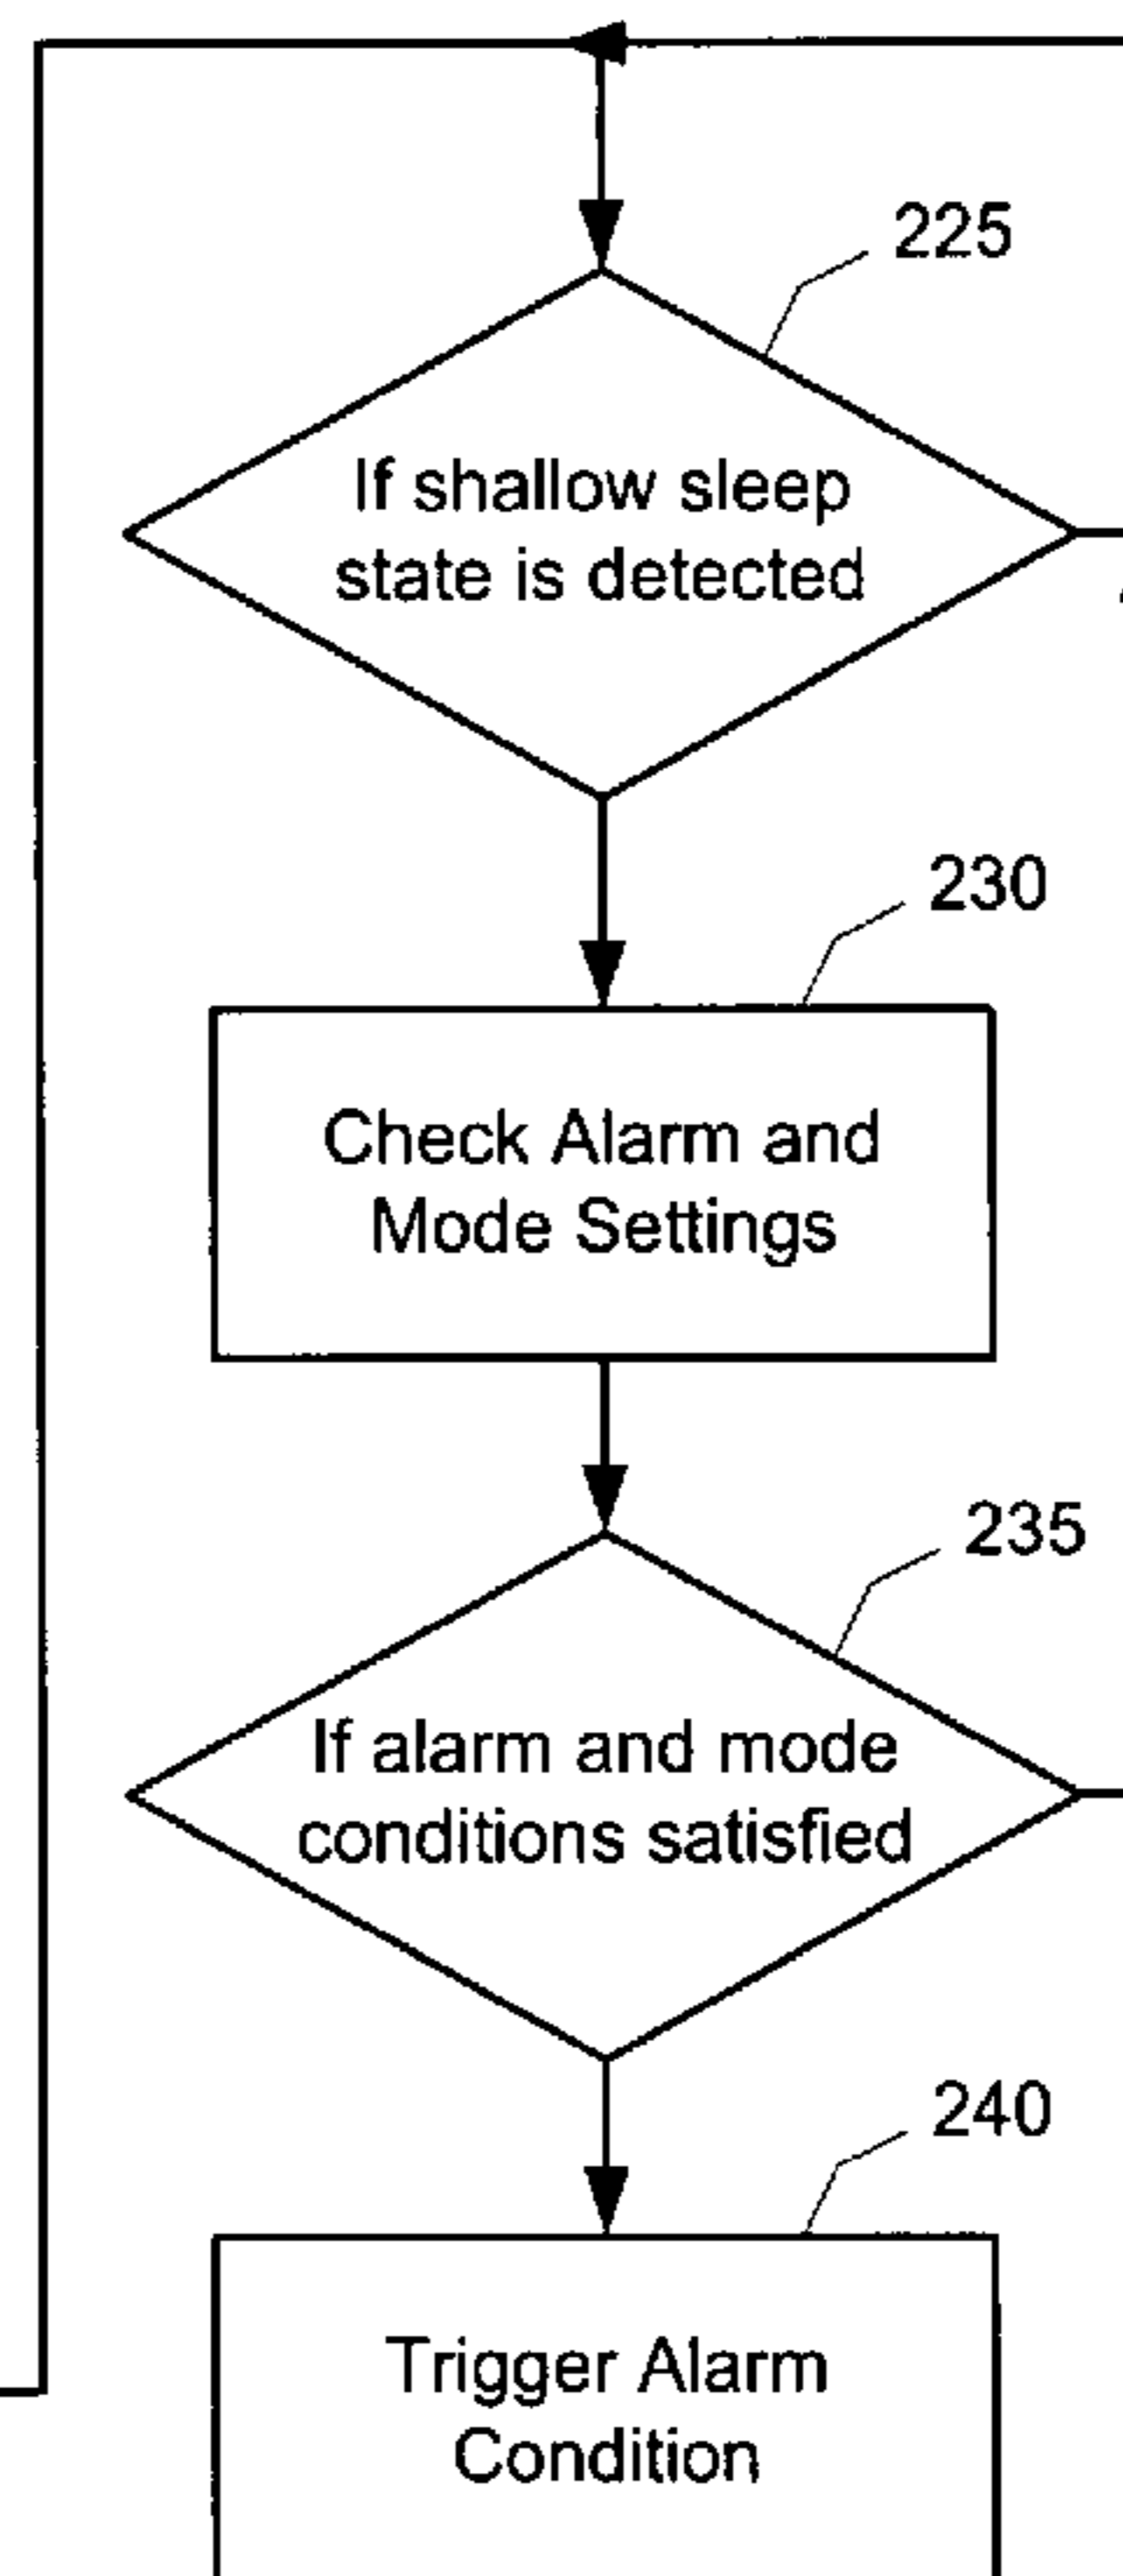 225
If shallow sleep
state is detected
230
Check Alarm and
Mode Settings
235
If alarm and mode
conditions satisfied
240
Trigger Alarm
Condition